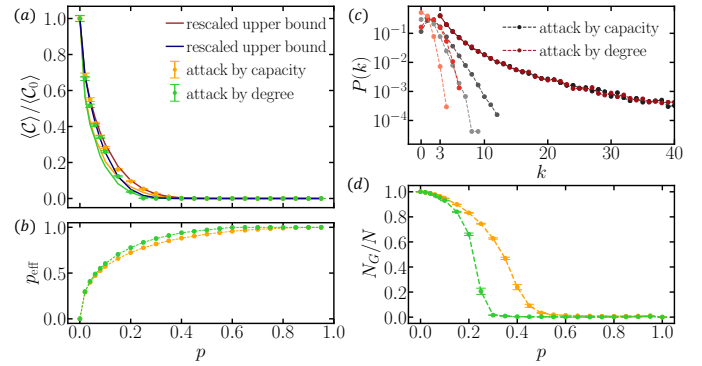 (a)
rescaled upper bound
rescaled upper bound
attack by capacity
attack by degree
⟨𝒞⟩/⟨𝒞₀⟩
1.0
0.8
0.6
0.4
0.2
0.0
(b)
p_eff
1.0
0.5
0.0
0.0 0.2 0.4 0.6 0.8 1.0
p
(c)
attack by capacity
attack by degree
P(k)
10⁻¹
10⁻²
10⁻³
10⁻⁴
0 3 10 20 30 40
k
(d)
N_G/N
1.0
0.8
0.6
0.4
0.2
0.0
0.0 0.2 0.4 0.6 0.8 1.0
p